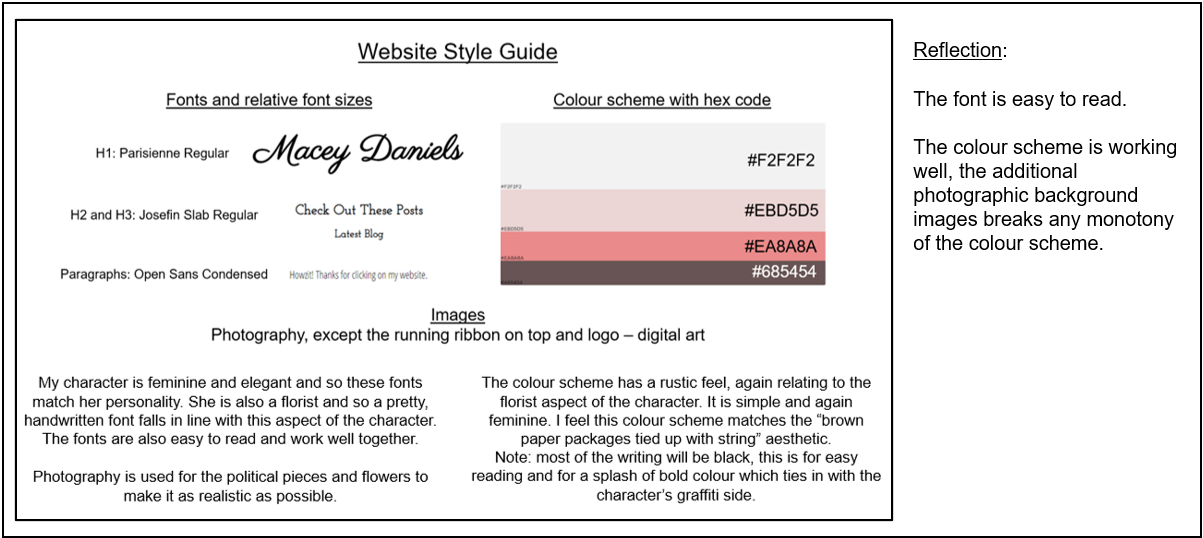 Website Style Guide
Fonts and relative font sizes
H1: Parisienne Regular
Macey Daniels
H2 and H3: Josefin Slab Regular
Check Out These Posts
Latest Blog
Paragraphs: Open Sans Condensed
Howzit! Thanks for clicking on my website.
Colour scheme with hex code
#F2F2F2
#F2F2F2
#EBD5D5
#EBD5D5
#EA8A8A
#EA8A8A
#685454
#685454
Images
Photography, except the running ribbon on top and logo – digital art
My character is feminine and elegant and so these fonts
match her personality. She is also a florist and so a pretty,
handwritten font falls in line with this aspect of the character.
The fonts are also easy to read and work well together.
Photography is used for the political pieces and flowers to
make it as realistic as possible.
The colour scheme has a rustic feel, again relating to the
florist aspect of the character. It is simple and again
feminine. I feel this colour scheme matches the “brown
paper packages tied up with string” aesthetic.
Note: most of the writing will be black, this is for easy
reading and for a splash of bold colour which ties in with the
character’s graffiti side.
Reflection:
The font is easy to read.
The colour scheme is working
well, the additional
photographic background
images breaks any monotony
of the colour scheme.